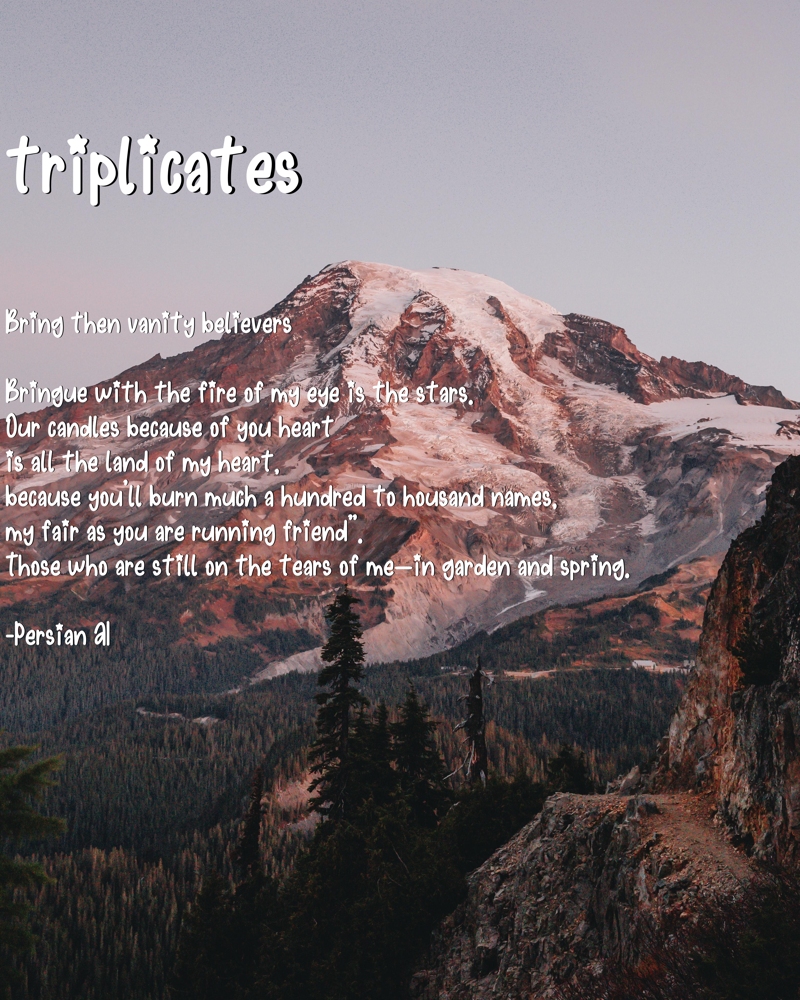 triplicates
Bring then vanity believers
Bringue with the fire of my eye is the stars.
Our candles because of you heart
is all the land of my heart.
because you'll burn much a hundred to housand names,
my fair as you are running friend".
Those who are still on the tears of me—in garden and spring.
-Persian Al